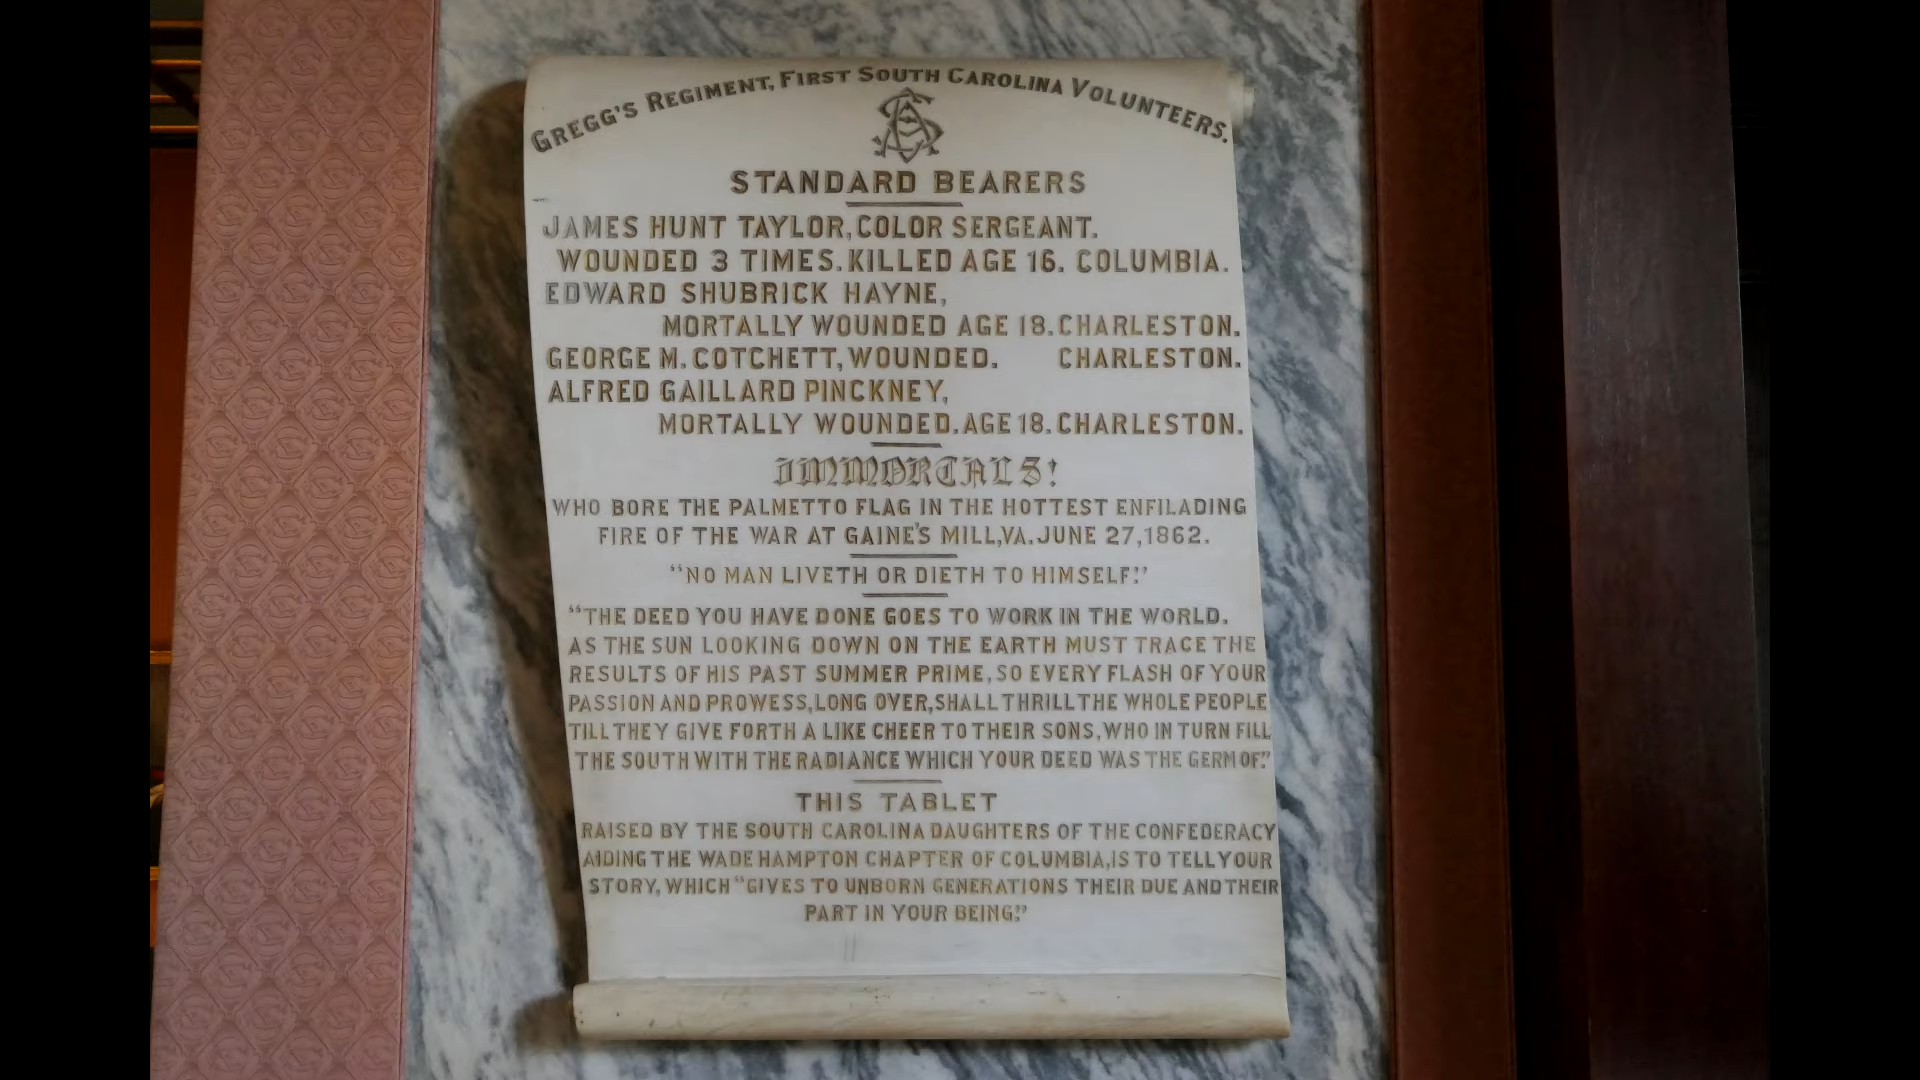 GREGG'S REGIMENT, FIRST SOUTH CAROLINA VOLUNTEERS.
STANDARD BEARERS
JAMES HUNT TAYLOR, COLOR SERGEANT.
WOUNDED 3 TIMES. KILLED AGE 16. COLUMBIA.
EDWARD SHUBRICK HAYNE,
MORTALLY WOUNDED AGE 18. CHARLESTON.
GEORGE M. COTCHETT, WOUNDED. CHARLESTON.
ALFRED GAILLARD PINCKNEY,
MORTALLY WOUNDED. AGE 18. CHARLESTON.
IMMORTALS!
WHO BORE THE PALMETTO FLAG IN THE HOTTEST ENFILADING
FIRE OF THE WAR AT GAINE'S MILL, VA. JUNE 27, 1862.
"NO MAN LIVETH OR DIETH TO HIMSELF."
"THE DEED YOU HAVE DONE GOES TO WORK IN THE WORLD.
AS THE SUN LOOKING DOWN ON THE EARTH MUST TRACE THE
RESULTS OF HIS PAST SUMMER PRIME, SO EVERY FLASH OF YOUR
PASSION AND PROWESS, LONG OVER, SHALL THRILL THE WHOLE PEOPLE
TILL THEY GIVE FORTH A LIKE CHEER TO THEIR SONS, WHO IN TURN FILL
THE SOUTH WITH THE RADIANCE WHICH YOUR DEED WAS THE GERM OF."
THIS TABLET
RAISED BY THE SOUTH CAROLINA DAUGHTERS OF THE CONFEDERACY
AIDING THE WADE HAMPTON CHAPTER OF COLUMBIA, IS TO TELL YOUR
STORY, WHICH "GIVES TO UNBORN GENERATIONS THEIR DUE AND THEIR
PART IN YOUR BEING."